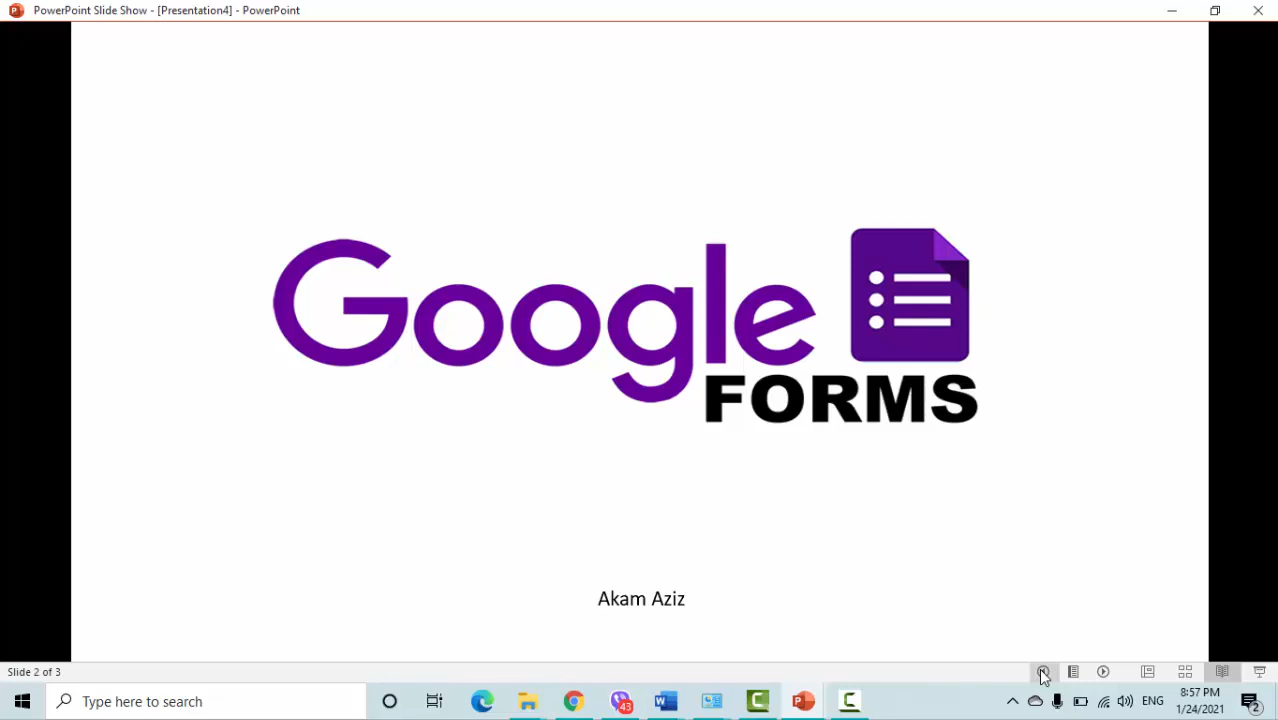 PowerPoint Slide Show - [Presentation4] - PowerPoint
Google
FORMS
Akam Aziz
Slide 2 of 3
Type here to search
43
ENG
8:57 PM
1/24/2021
2